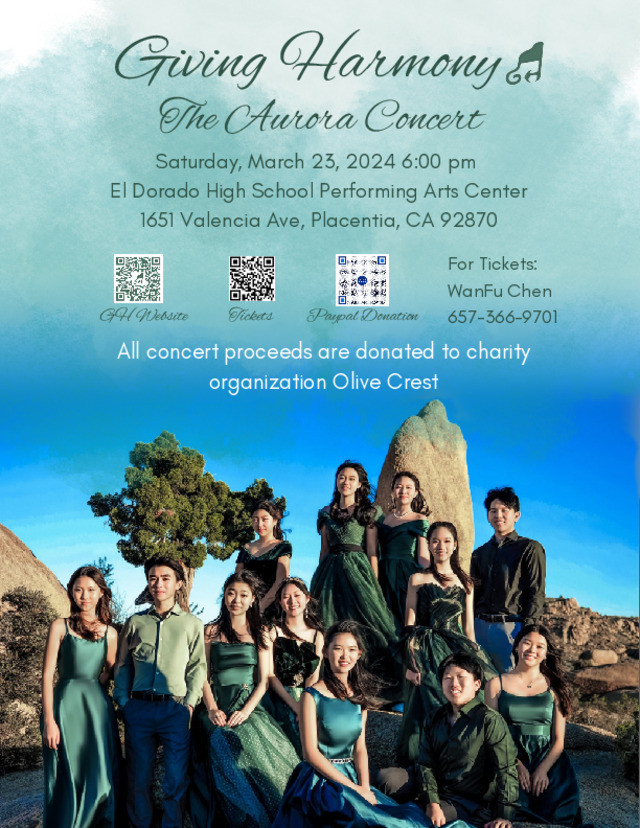 Giving Harmony
The Aurora Concert
Saturday, March 23, 2024 6:00 pm
El Dorado High School Performing Arts Center
1651 Valencia Ave, Placentia, CA 92870
For Tickets:
WanFu Chen
657-366-9701
GH Website
Tickets
Paypal Donation
All concert proceeds are donated to charity
organization Olive Crest